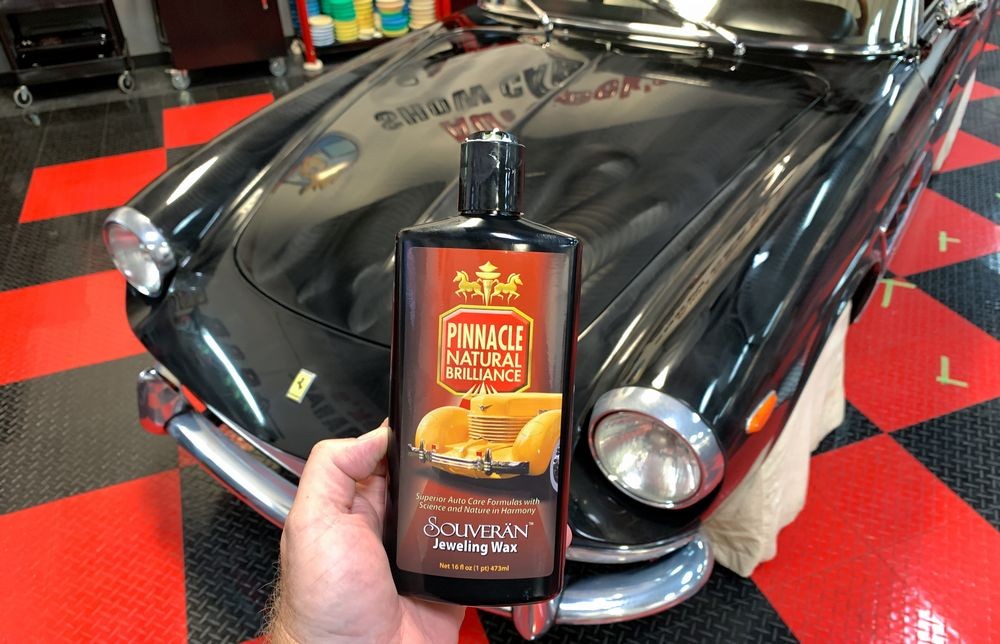 PINNACLE
NATURAL
BRILLIANCE
Superior Auto Care Formulas with
Science and Nature in Harmony
SOUVERÄN™
Jeweling Wax
Net 16 fl oz (1 pt) 473ml